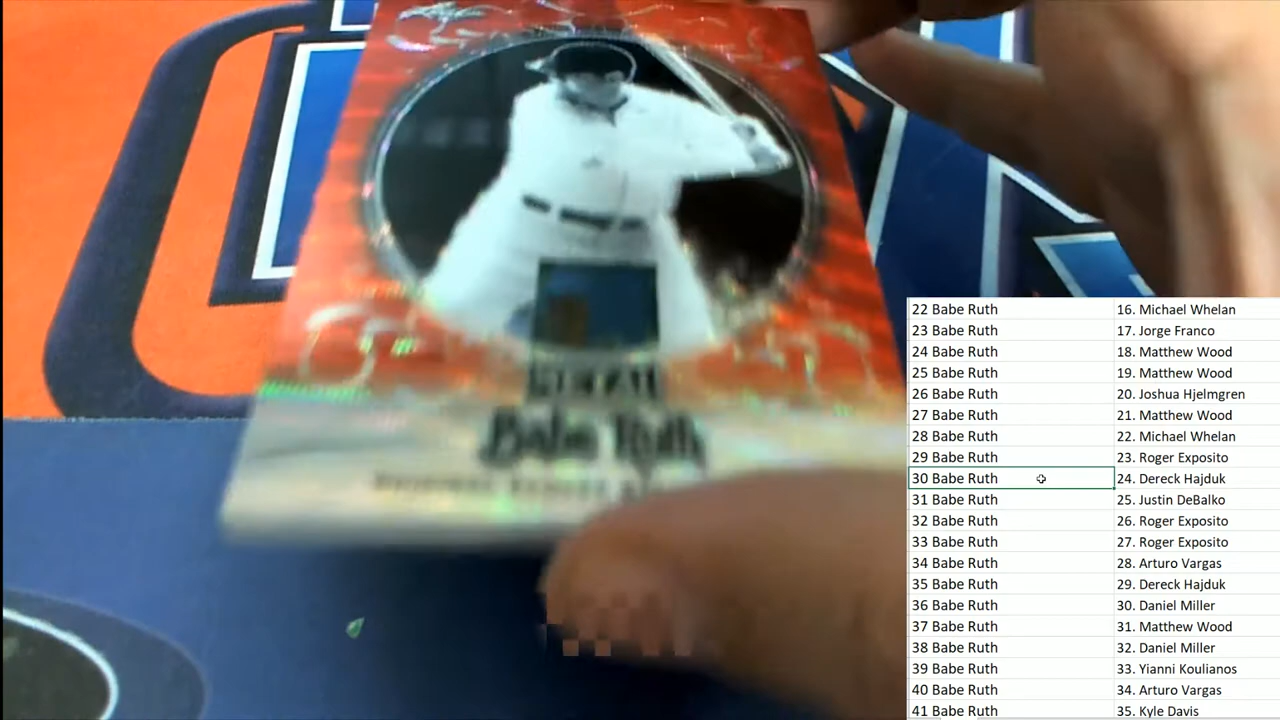 Babe Ruth
22 Babe Ruth 16. Michael Whelan
23 Babe Ruth 17. Jorge Franco
24 Babe Ruth 18. Matthew Wood
25 Babe Ruth 19. Matthew Wood
26 Babe Ruth 20. Joshua Hjelmgren
27 Babe Ruth 21. Matthew Wood
28 Babe Ruth 22. Michael Whelan
29 Babe Ruth 23. Roger Exposito
30 Babe Ruth 24. Dereck Hajduk
31 Babe Ruth 25. Justin DeBalko
32 Babe Ruth 26. Roger Exposito
33 Babe Ruth 27. Roger Exposito
34 Babe Ruth 28. Arturo Vargas
35 Babe Ruth 29. Dereck Hajduk
36 Babe Ruth 30. Daniel Miller
37 Babe Ruth 31. Matthew Wood
38 Babe Ruth 32. Daniel Miller
39 Babe Ruth 33. Yianni Koulianos
40 Babe Ruth 34. Arturo Vargas
41 Babe Ruth 35. Kyle Davis